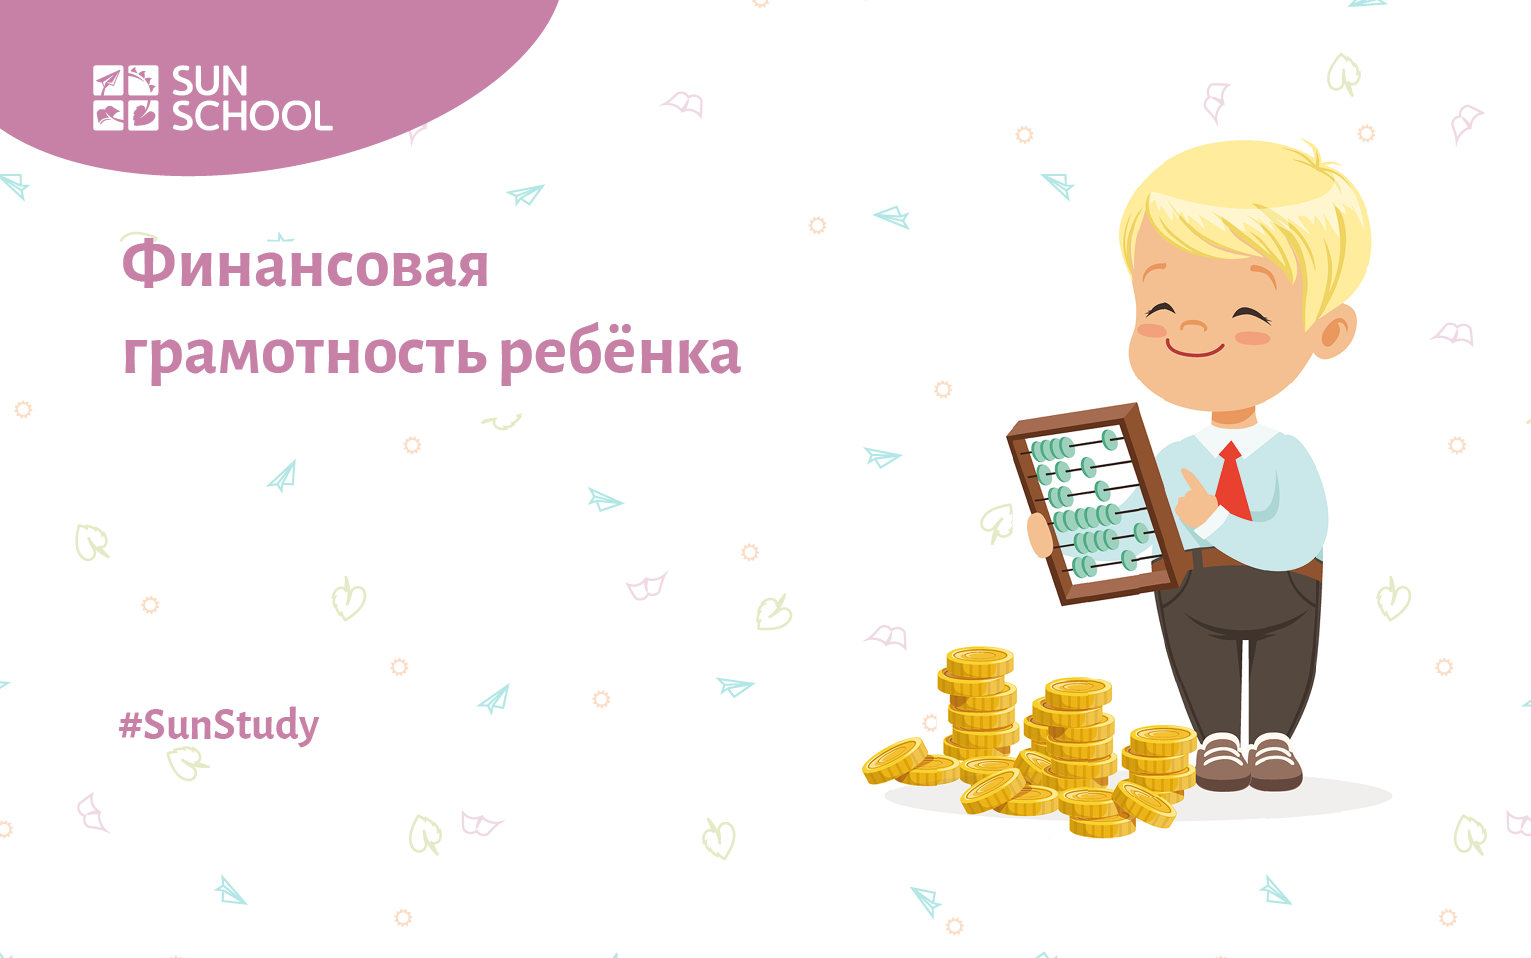 SUN
SCHOOL
Финансовая
грамотность ребёнка
#SunStudy